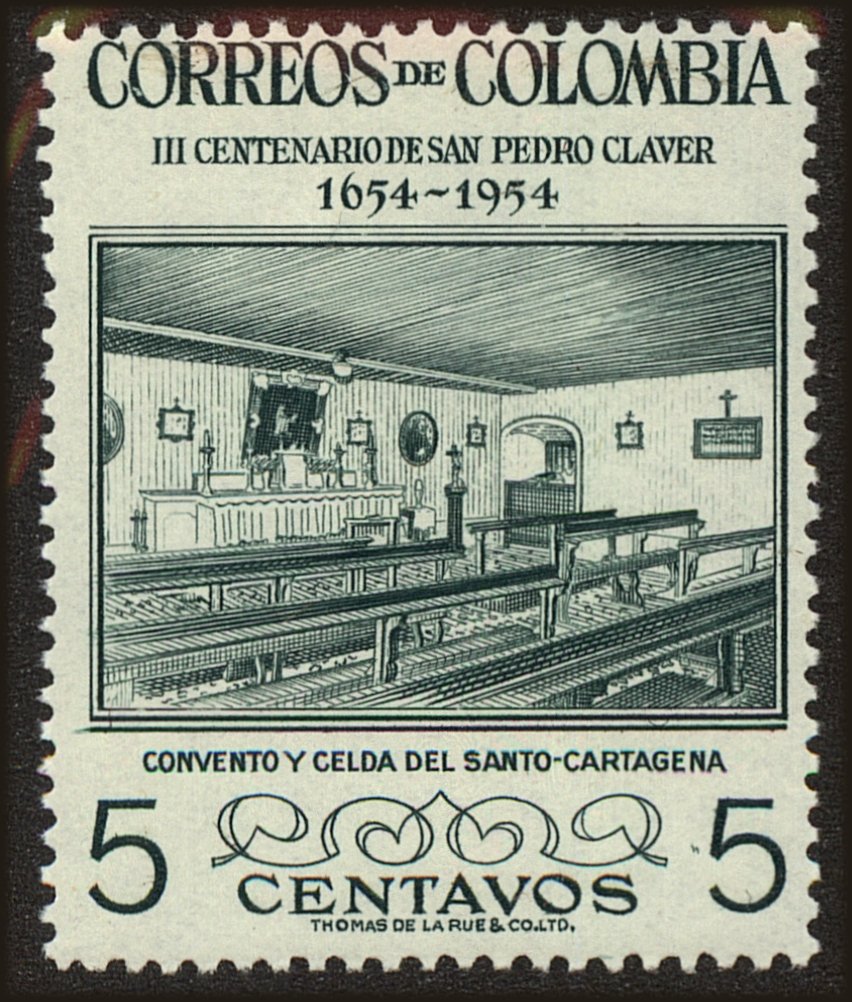 CORREOS DE COLOMBIA
III CENTENARIO DE SAN PEDRO CLAVER
1654~1954
CONVENTO Y CELDA DEL SANTO-CARTAGENA
5 5
CENTAVOS
THOMAS DE LA RUE & CO. LTD.